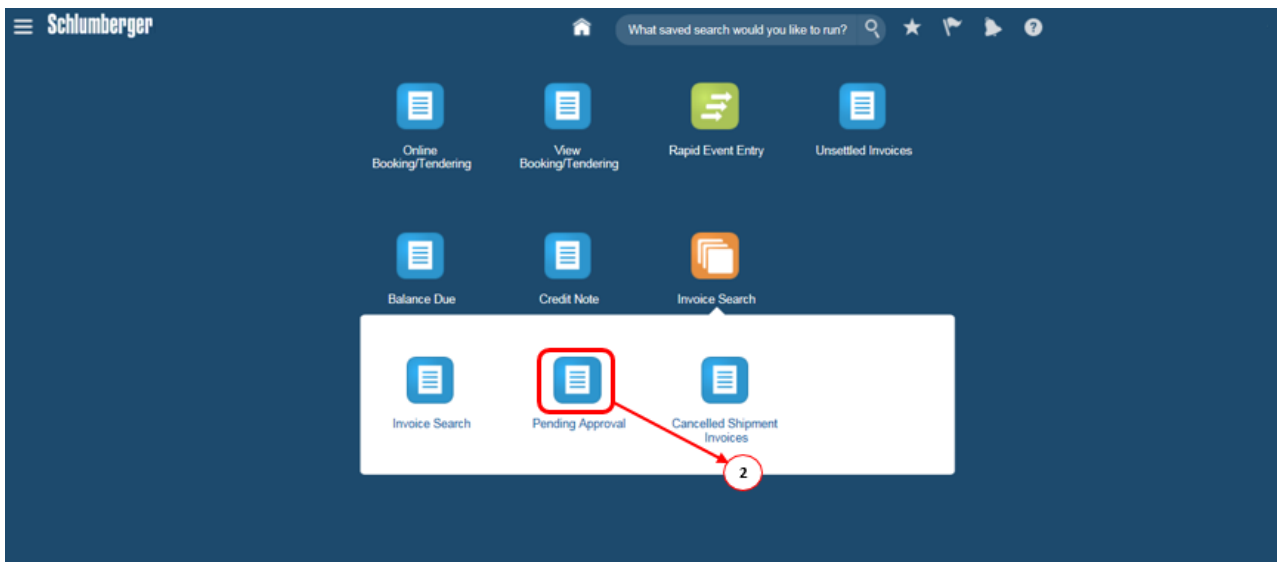 Schlumberger
What saved search would you like to run?
Online
Booking/Tendering
View
Booking/Tendering
Rapid Event Entry
Unsettled Invoices
Balance Due
Credit Note
Invoice Search
Invoice Search
Pending Approval
Cancelled Shipment
Invoices
2